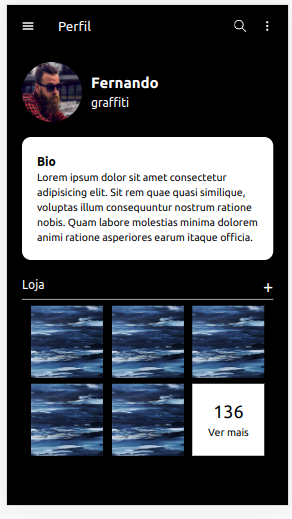 Perfil
Fernando
graffiti
Bio
Lorem ipsum dolor sit amet consectetur
adipisicing elit. Sit rem quae quasi similique,
voluptas illum consequuntur nostrum ratione
nobis. Quam labore molestias minima dolorem
animi ratione asperiores earum itaque officia.
Loja
+
136
Ver mais